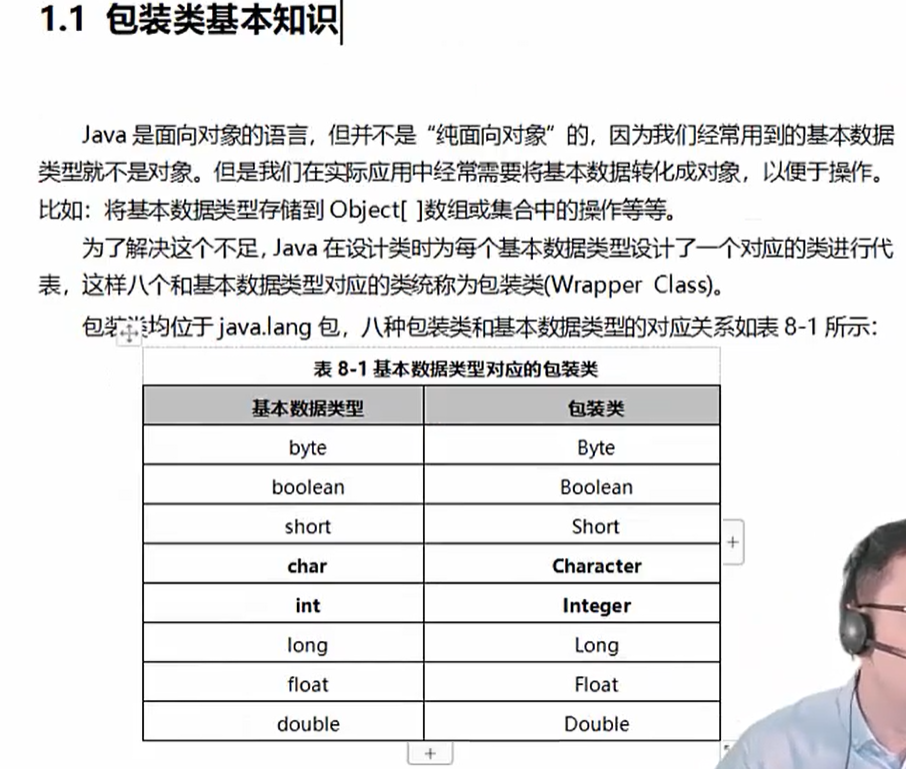 1.1 包装类基本知识
Java 是面向对象的语言，但并不是“纯面向对象”的，因为我们经常用到的基本数据
类型就不是对象。但是我们在实际应用中经常需要将基本数据转化成对象，以便于操作。
比如：将基本数据类型存储到 Object[ ]数组或集合中的操作等等。
为了解决这个不足，Java 在设计类时为每个基本数据类型设计了一个对应的类进行代
表，这样八个和基本数据类型对应的类统称为包装类(Wrapper Class)。
包装类均位于 java.lang 包，八种包装类和基本数据类型的对应关系如表 8-1 所示：
表 8-1 基本数据类型对应的包装类
基本数据类型 包装类
byte Byte
boolean Boolean
short Short
char Character
int Integer
long Long
float Float
double Double